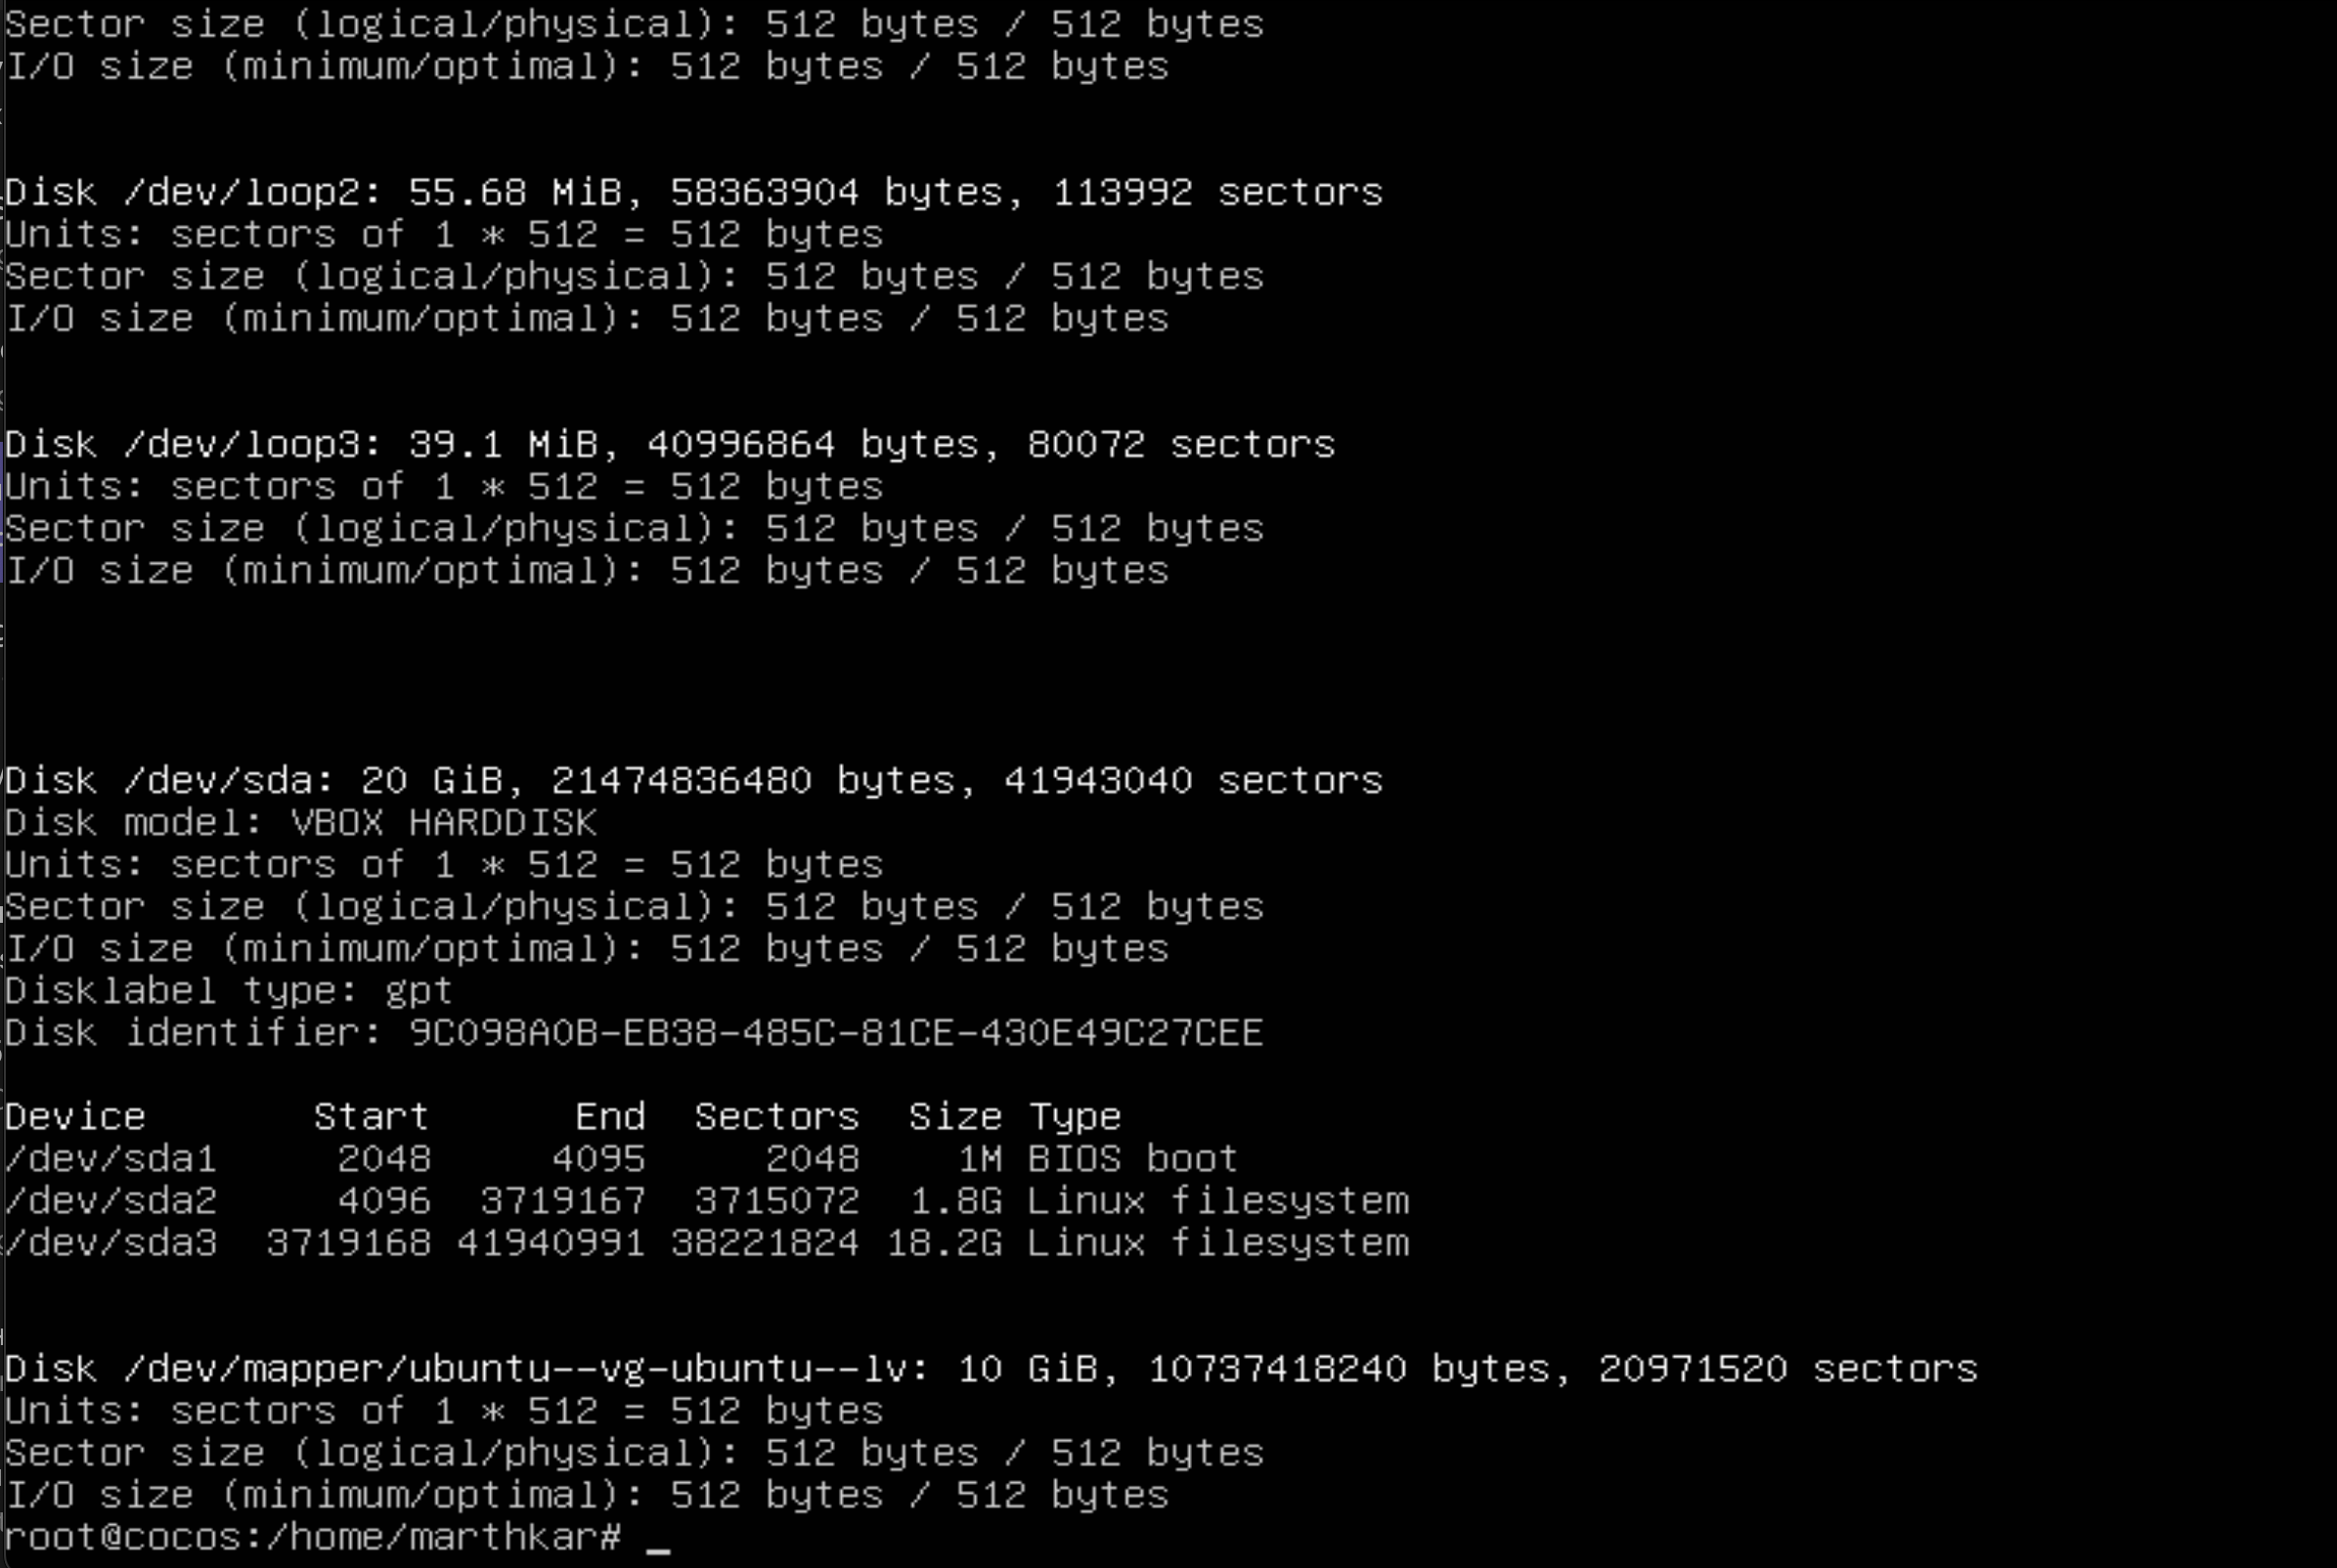 Sector size (logical/physical): 512 bytes / 512 bytes
I/O size (minimum/optimal): 512 bytes / 512 bytes
Disk /dev/loop2: 55.68 MiB, 58363904 bytes, 113992 sectors
Units: sectors of 1 * 512 = 512 bytes
Sector size (logical/physical): 512 bytes / 512 bytes
I/O size (minimum/optimal): 512 bytes / 512 bytes
Disk /dev/loop3: 39.1 MiB, 40996864 bytes, 80072 sectors
Units: sectors of 1 * 512 = 512 bytes
Sector size (logical/physical): 512 bytes / 512 bytes
I/O size (minimum/optimal): 512 bytes / 512 bytes
Disk /dev/sda: 20 GiB, 21474836480 bytes, 41943040 sectors
Disk model: VBOX HARDDISK
Units: sectors of 1 * 512 = 512 bytes
Sector size (logical/physical): 512 bytes / 512 bytes
I/O size (minimum/optimal): 512 bytes / 512 bytes
Disklabel type: gpt
Disk identifier: 9C098A0B-EB38-485C-81CE-430E49C27CEE
Device Start End Sectors Size Type
/dev/sda1 2048 4095 2048 1M BIOS boot
/dev/sda2 4096 3719167 3715072 1.8G Linux filesystem
/dev/sda3 3719168 41940991 38221824 18.2G Linux filesystem
Disk /dev/mapper/ubuntu--vg-ubuntu--lv: 10 GiB, 10737418240 bytes, 20971520 sectors
Units: sectors of 1 * 512 = 512 bytes
Sector size (logical/physical): 512 bytes / 512 bytes
I/O size (minimum/optimal): 512 bytes / 512 bytes
root@cocos:/home/marthkar# _